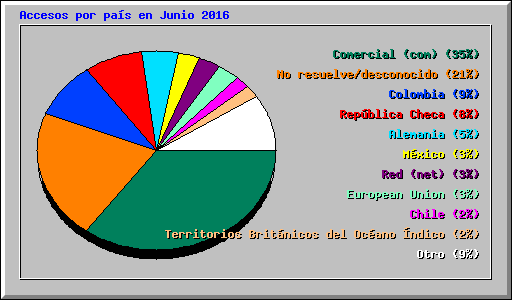 Accesos por país en Junio 2016
Comercial (com) (35%)
No resuelve/desconocido (21%)
Colombia (9%)
República Checa (8%)
Alemania (5%)
México (3%)
Red (net) (3%)
European Union (3%)
Chile (2%)
Territorios Británicos del Océano Índico (2%)
Otro (9%)